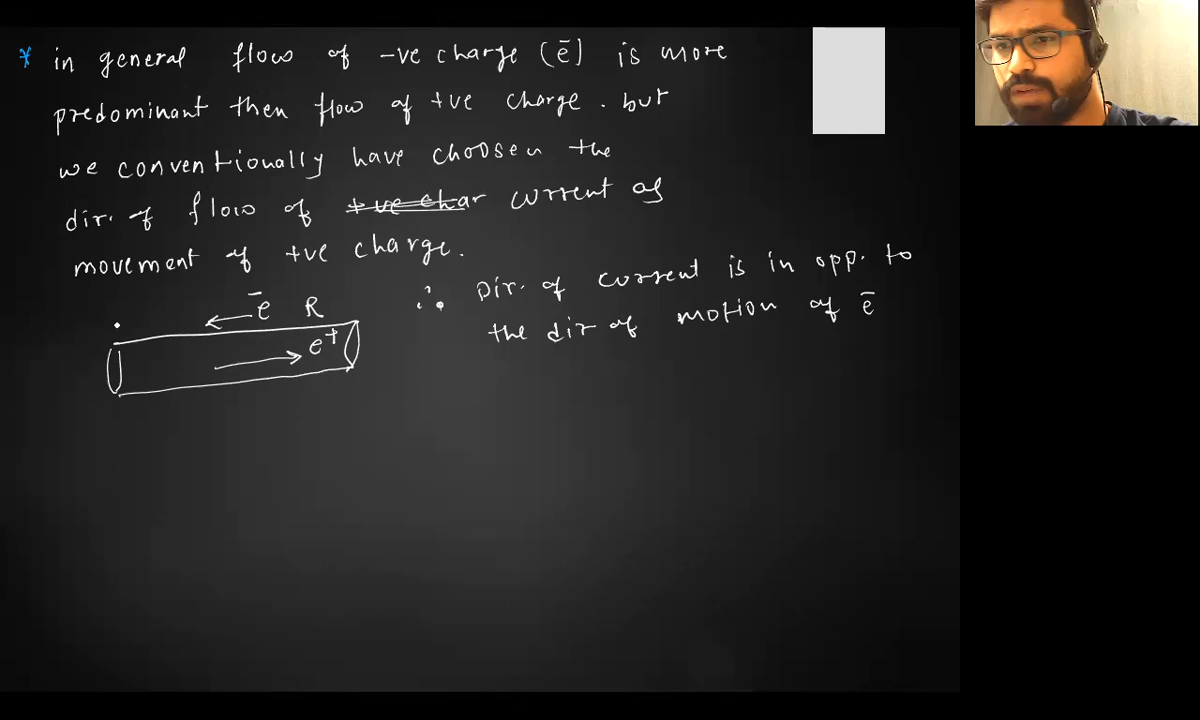 * in general flow of -ve charge (ē) is more
predominant then flow of +ve charge. but
we conventionally have choosen the
dir. of flow of +ve char current as
movement of +ve charge.
∴ Dir. of current is in opp. to
the dir of motion of ē
ē R
e+